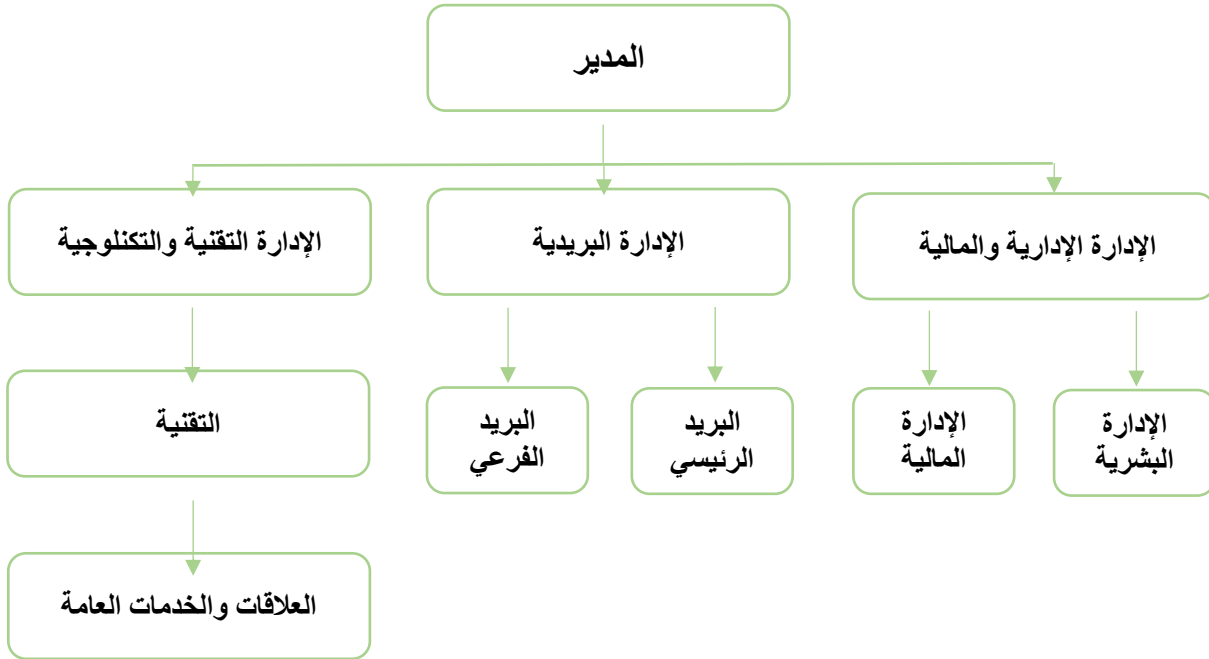 المدير
الإدارة الإدارية والمالية
الإدارة البريدية
الإدارة التقنية والتكنلوجية
الإدارة
البشرية
الإدارة
المالية
البريد
الرئيسي
البريد
الفرعي
التقنية
العلاقات والخدمات العامة